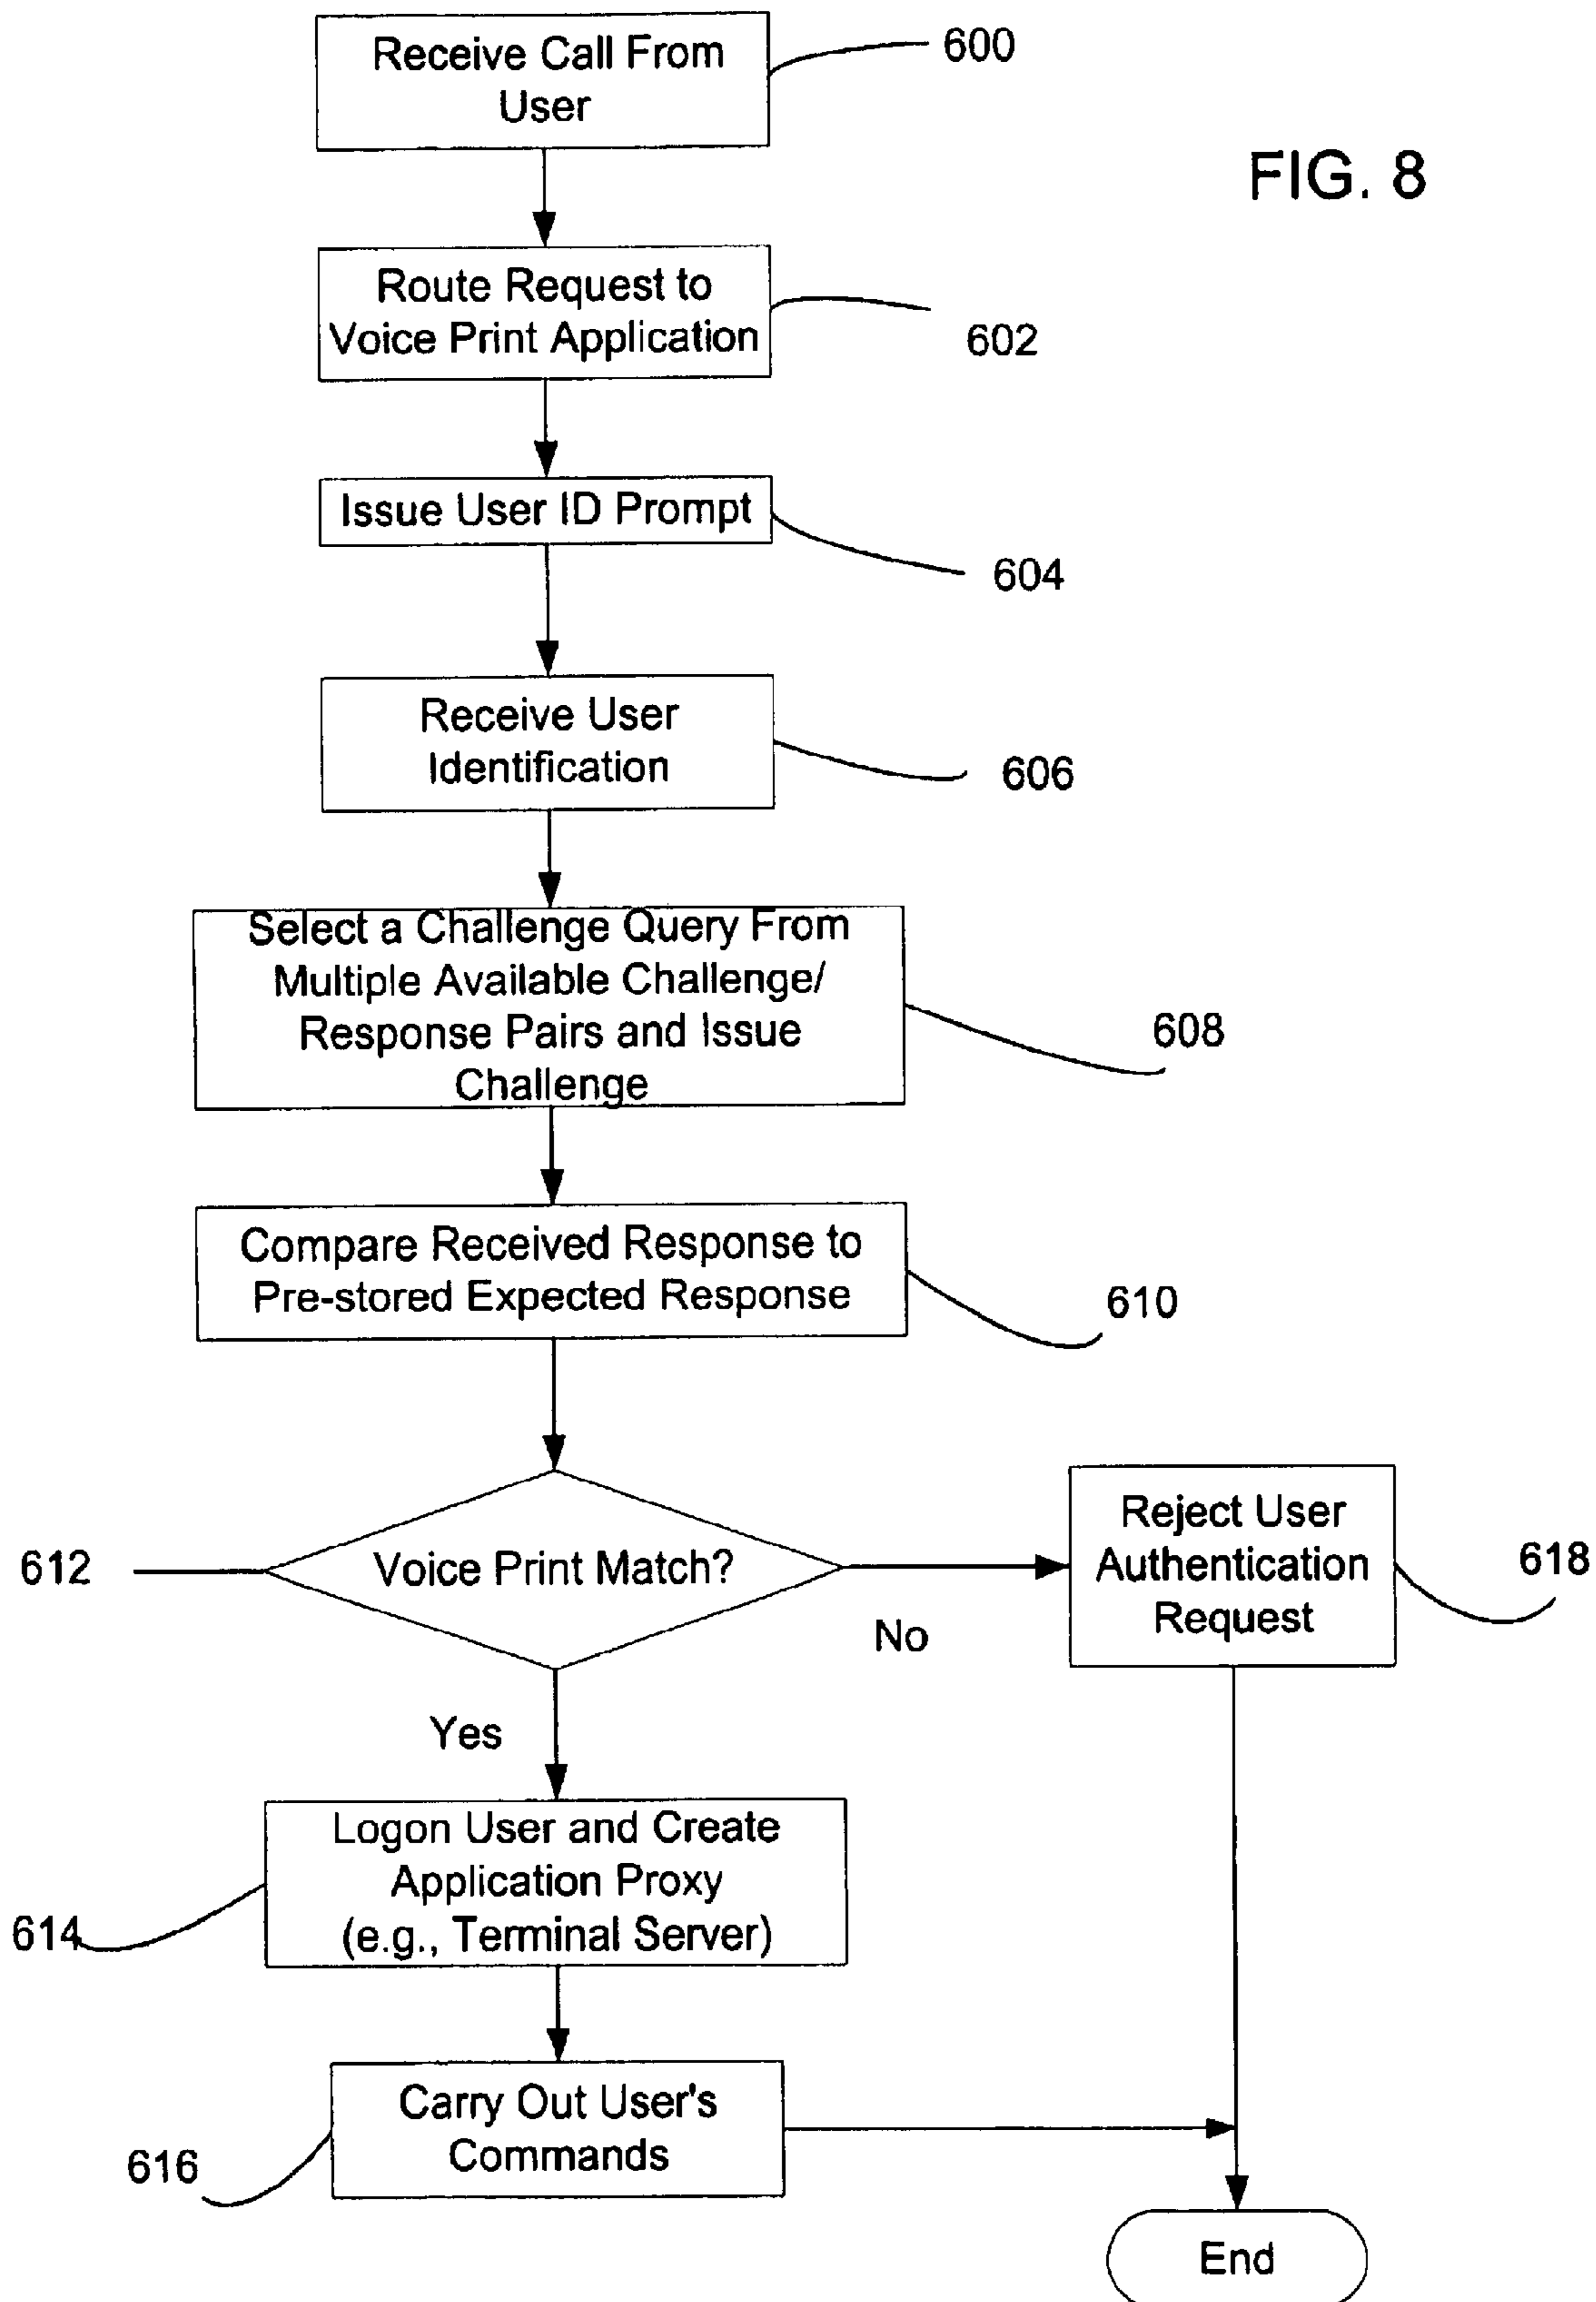 Receive Call From
User
600
FIG. 8
Route Request to
Voice Print Application
602
Issue User ID Prompt
604
Receive User
Identification
606
Select a Challenge Query From
Multiple Available Challenge/
Response Pairs and Issue
Challenge
608
Compare Received Response to
Pre-stored Expected Response
610
612
Voice Print Match?
No
Reject User
Authentication
Request
618
Yes
Logon User and Create
Application Proxy
(e.g., Terminal Server)
614
Carry Out User's
Commands
616
End